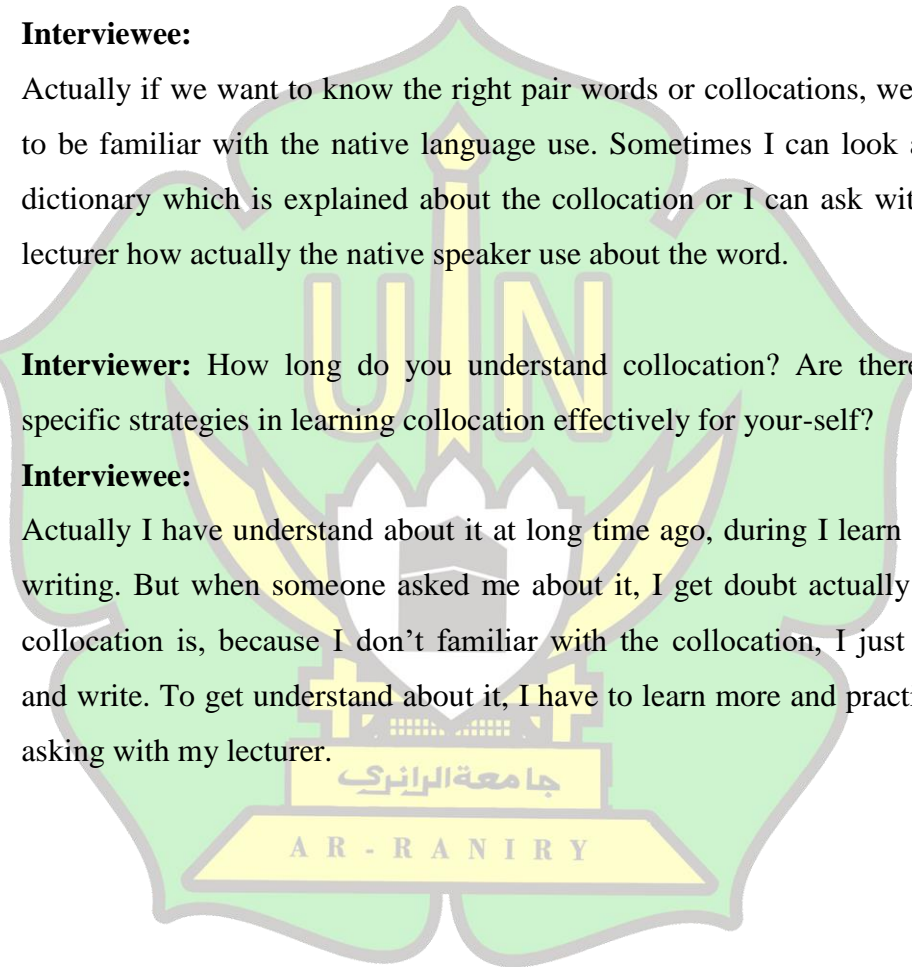 Interviewee:
Actually if we want to know the right pair words or collocations, we
to be familiar with the native language use. Sometimes I can look a
dictionary which is explained about the collocation or I can ask wit
lecturer how actually the native speaker use about the word.
Interviewer: How long do you understand collocation? Are there
specific strategies in learning collocation effectively for your-self?
Interviewee:
Actually I have understand about it at long time ago, during I learn
writing. But when someone asked me about it, I get doubt actually
collocation is, because I don’t familiar with the collocation, I just
and write. To get understand about it, I have to learn more and practi
asking with my lecturer.
UIN
جامعةالرانري
AR-RANIRY